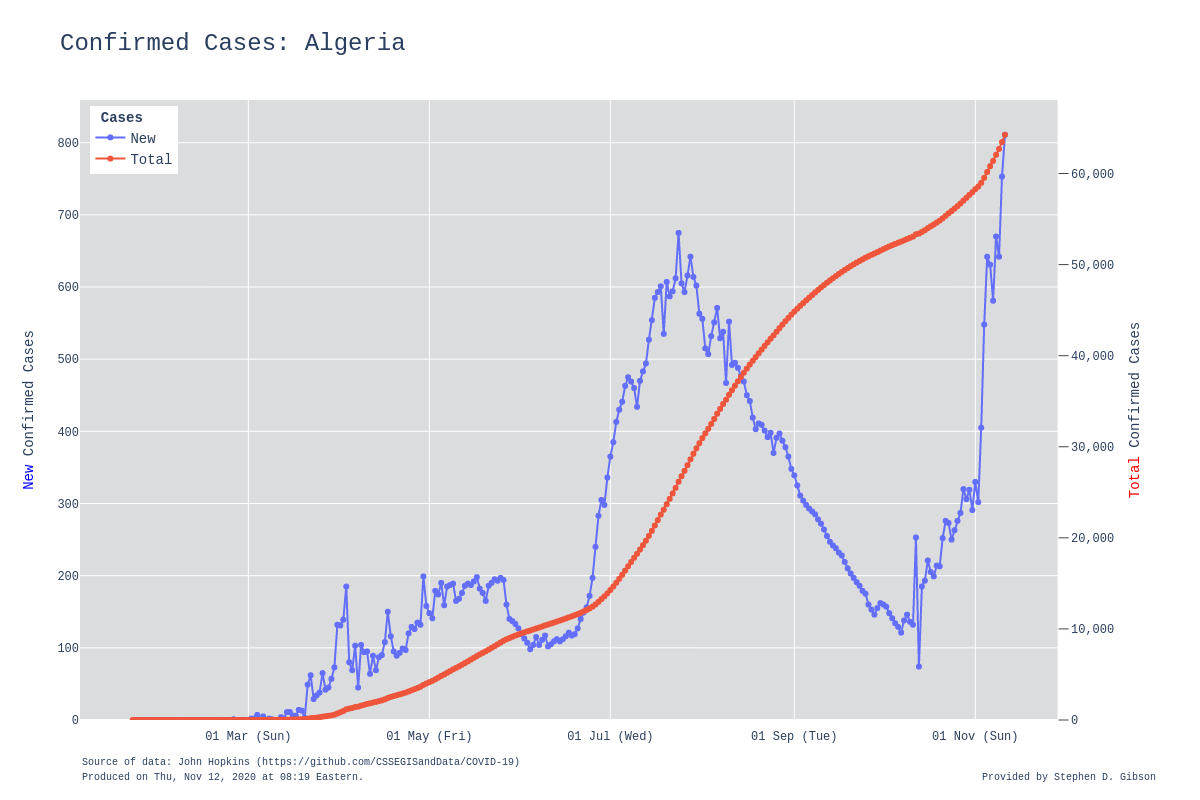 Confirmed Cases: Algeria
Cases
New
Total
800
700
600
500
400
300
200
100
0
New Confirmed Cases
60,000
50,000
40,000
30,000
20,000
10,000
0
Total Confirmed Cases
01 Mar (Sun)
01 May (Fri)
01 Jul (Wed)
01 Sep (Tue)
01 Nov (Sun)
Source of data: John Hopkins (https://github.com/CSSEGISandData/COVID-19)
Produced on Thu, Nov 12, 2020 at 08:19 Eastern.
Provided by Stephen D. Gibson